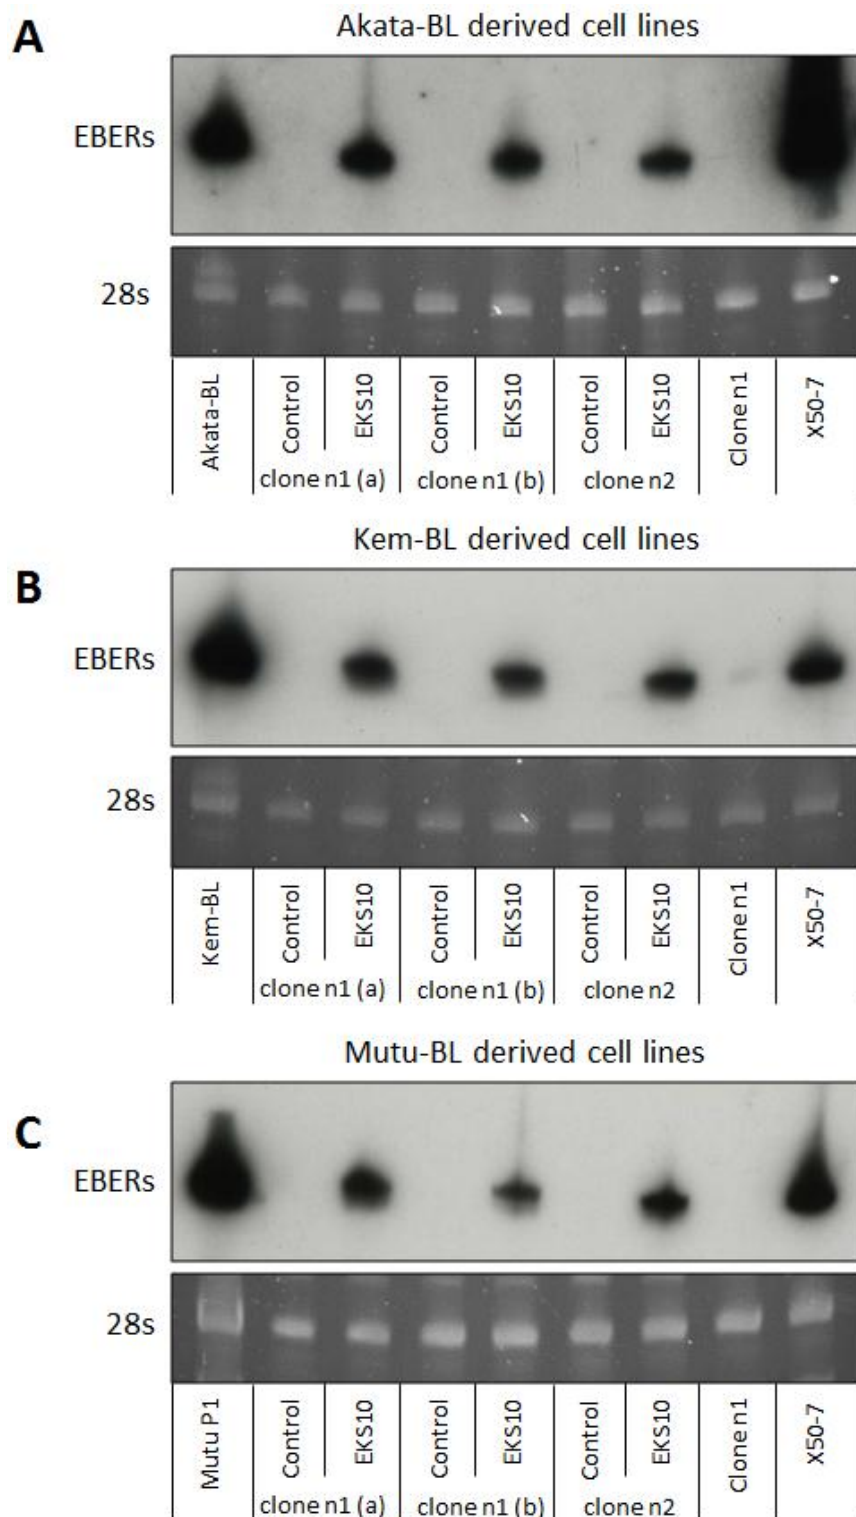 A
Akata-BL derived cell lines
EBERs
28s
Akata-BL
Control
EKS10
Control
EKS10
Control
EKS10
Clone n1
X50-7
clone n1 (a)
clone n1 (b)
clone n2
Kem-BL derived cell lines
B
EBERs
28s
Kem-BL
Control
EKS10
Control
EKS10
Control
EKS10
Clone n1
X50-7
clone n1 (a)
clone n1 (b)
clone n2
Mutu-BL derived cell lines
C
EBERs
28s
Mutu P1
Control
EKS10
Control
EKS10
Control
EKS10
Clone n1
X50-7
clone n1 (a)
clone n1 (b)
clone n2